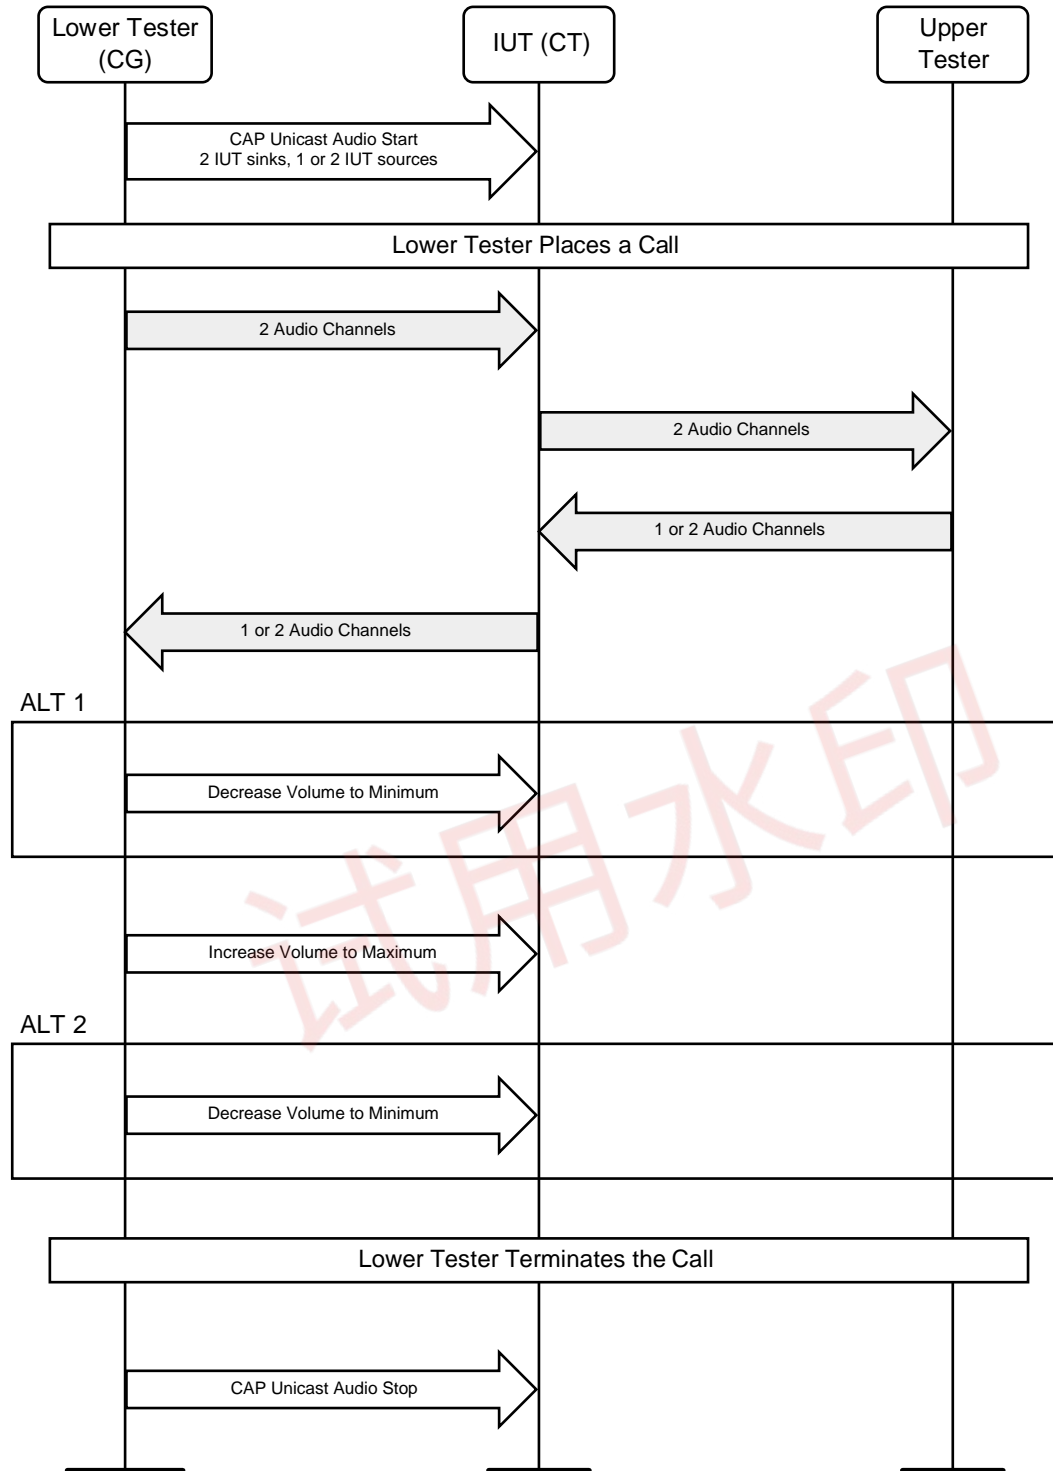 Lower Tester
(CG)
IUT (CT)
Upper
Tester
CAP Unicast Audio Start
2 IUT sinks, 1 or 2 IUT sources
Lower Tester Places a Call
2 Audio Channels
2 Audio Channels
1 or 2 Audio Channels
1 or 2 Audio Channels
ALT 1
Decrease Volume to Minimum
试用水印
Increase Volume to Maximum
ALT 2
Decrease Volume to Minimum
Lower Tester Terminates the Call
CAP Unicast Audio Stop